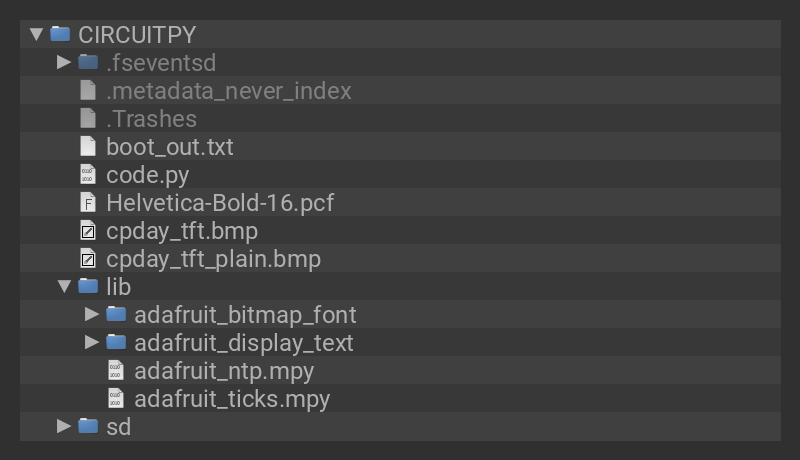 CIRCUITPY
.fseventsd
.metadata_never_index
.Trashes
boot_out.txt
code.py
Helvetica-Bold-16.pcf
cpday_tft.bmp
cpday_tft_plain.bmp
lib
adafruit_bitmap_font
adafruit_display_text
adafruit_ntp.mpy
adafruit_ticks.mpy
sd